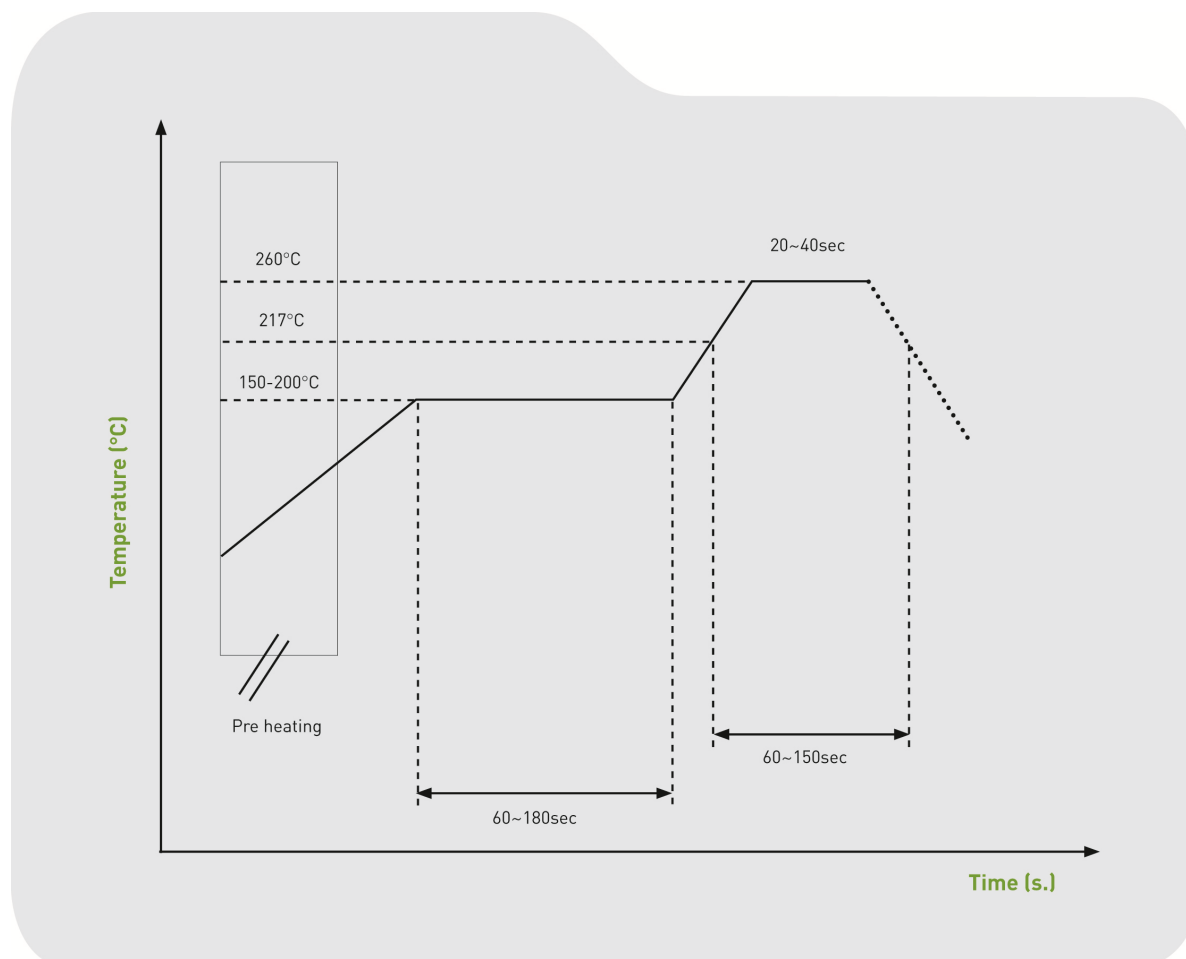 20~40sec
260°C
217°C
150-200°C
Temperature (°C)
Pre heating
60~150sec
60~180sec
Time (s.)